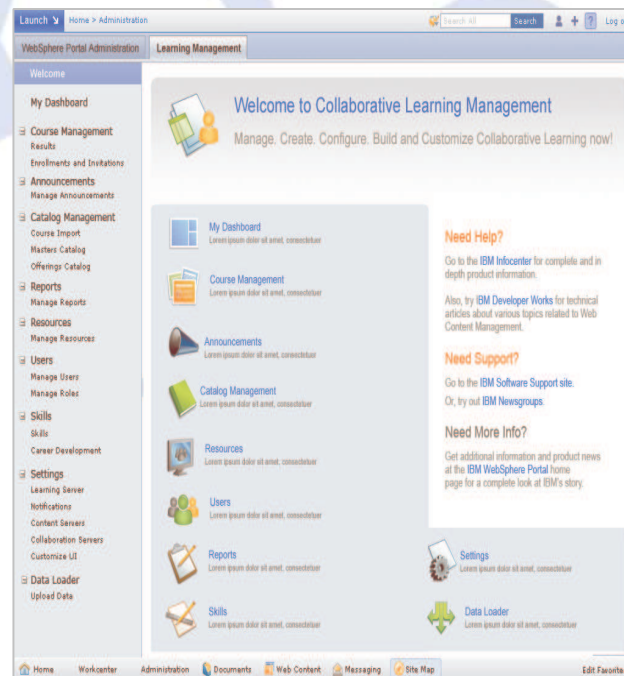 Launch Home > Administration Search All Search + ? Log o
WebSphere Portal Administration Learning Management
Welcome
My Dashboard
Course Management
Results
Enrollments and Invitations
Announcements
Manage Announcements
Catalog Management
Course Import
Masters Catalog
Offerings Catalog
Reports
Manage Reports
Resources
Manage Resources
Users
Manage Users
Manage Roles
Skills
Skills
Career Development
Settings
Learning Server
Notifications
Content Servers
Collaboration Servers
Customize UI
Data Loader
Upload Data
Welcome to Collaborative Learning Management
Manage. Create. Configure. Build and Customize Collaborative Learning now!
My Dashboard
Lorem ipsum dolor sit amet, consectetuer
Course Management
Lorem ipsum dolor sit amet, consectetuer
Announcements
Lorem ipsum dolor sit amet, consectetuer
Catalog Management
Lorem ipsum dolor sit amet, consectetuer
Resources
Lorem ipsum dolor sit amet, consectetuer
Users
Lorem ipsum dolor sit amet, consectetuer
Reports
Lorem ipsum dolor sit amet, consectetuer
Skills
Lorem ipsum dolor sit amet, consectetuer
Need Help?
Go to the IBM Infocenter for complete and in
depth product information.
Also, try IBM Developer Works for technical
articles about various topics related to Web
Content Management.
Need Support?
Go to the IBM Software Support site.
Or, try out IBM Newsgroups.
Need More Info?
Get additional information and product news
at the IBM WebSphere Portal home
page for a complete look at IBM's story.
Settings
Lorem ipsum dolor sit amet, consectetuer
Data Loader
Lorem ipsum dolor sit amet, consectetuer
Home Workcenter Administration Documents Web Content Messaging Site Map Edit Favorite